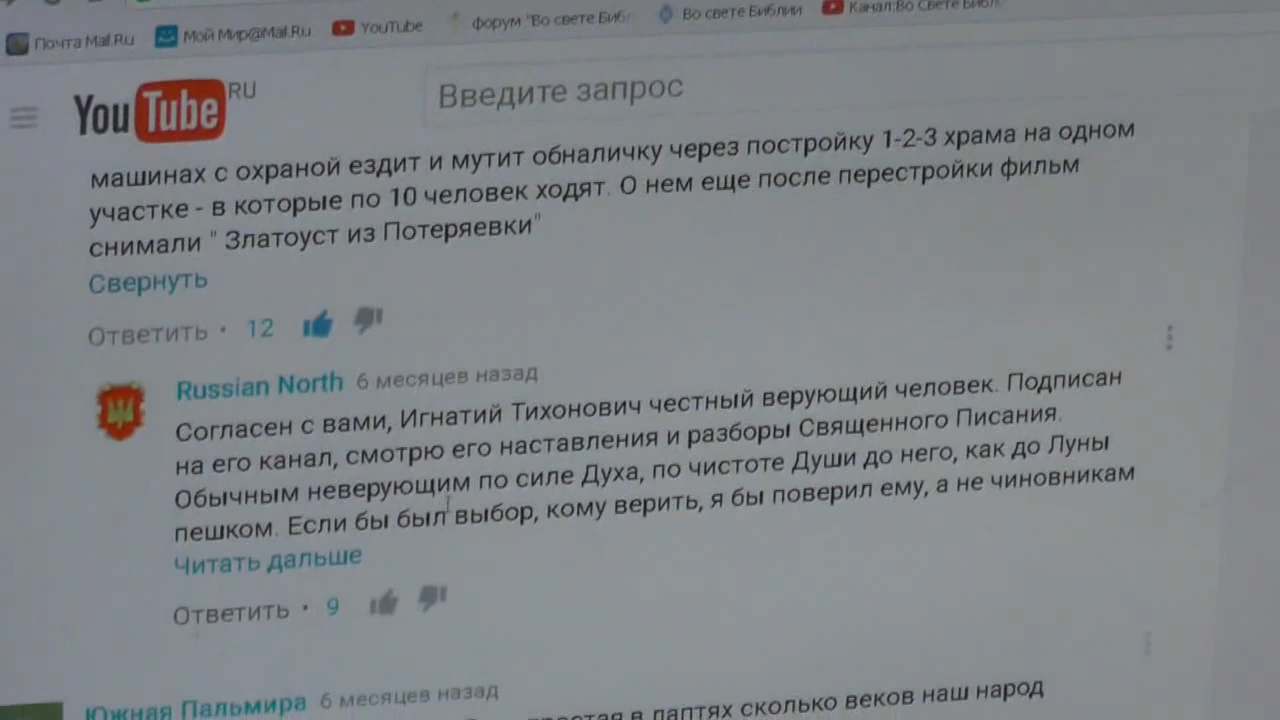 Почта Mail.Ru Мой Мир@Mail.Ru YouTube форум "Во свете Библ Во свете Библии Канал:Во Свете Библ
YouTube RU Введите запрос
машинах с охраной ездит и мутит обналичку через постройку 1-2-3 храма на одном
участке - в которые по 10 человек ходят. О нем еще после перестройки фильм
снимали " Златоуст из Потеряевки"
Свернуть
Ответить · 12
Russian North 6 месяцев назад
Согласен с вами, Игнатий Тихонович честный верующий человек. Подписан
на его канал, смотрю его наставления и разборы Священного Писания.
Обычным неверующим по силе Духа, по чистоте Души до него, как до Луны
пешком. Если бы был выбор, кому верить, я бы поверил ему, а не чиновникам
Читать дальше
Ответить · 9
Южная Пальмира 6 месяцев назад
в лаптях сколько веков наш народ